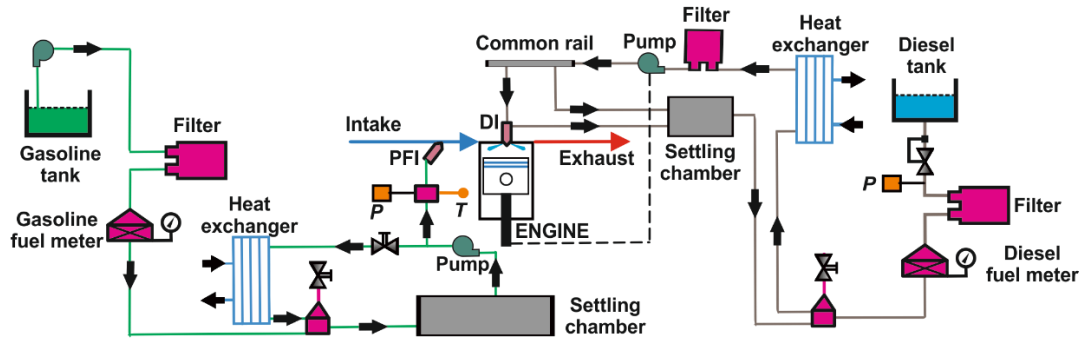 Gasoline
tank
Filter
Gasoline
fuel meter
Heat
exchanger
Intake
PFI
P
T
Pump
Settling
chamber
Common rail
DI
Exhaust
ENGINE
Pump
Filter
Settling
chamber
Heat
exchanger
Diesel
tank
P
Filter
Diesel
fuel meter